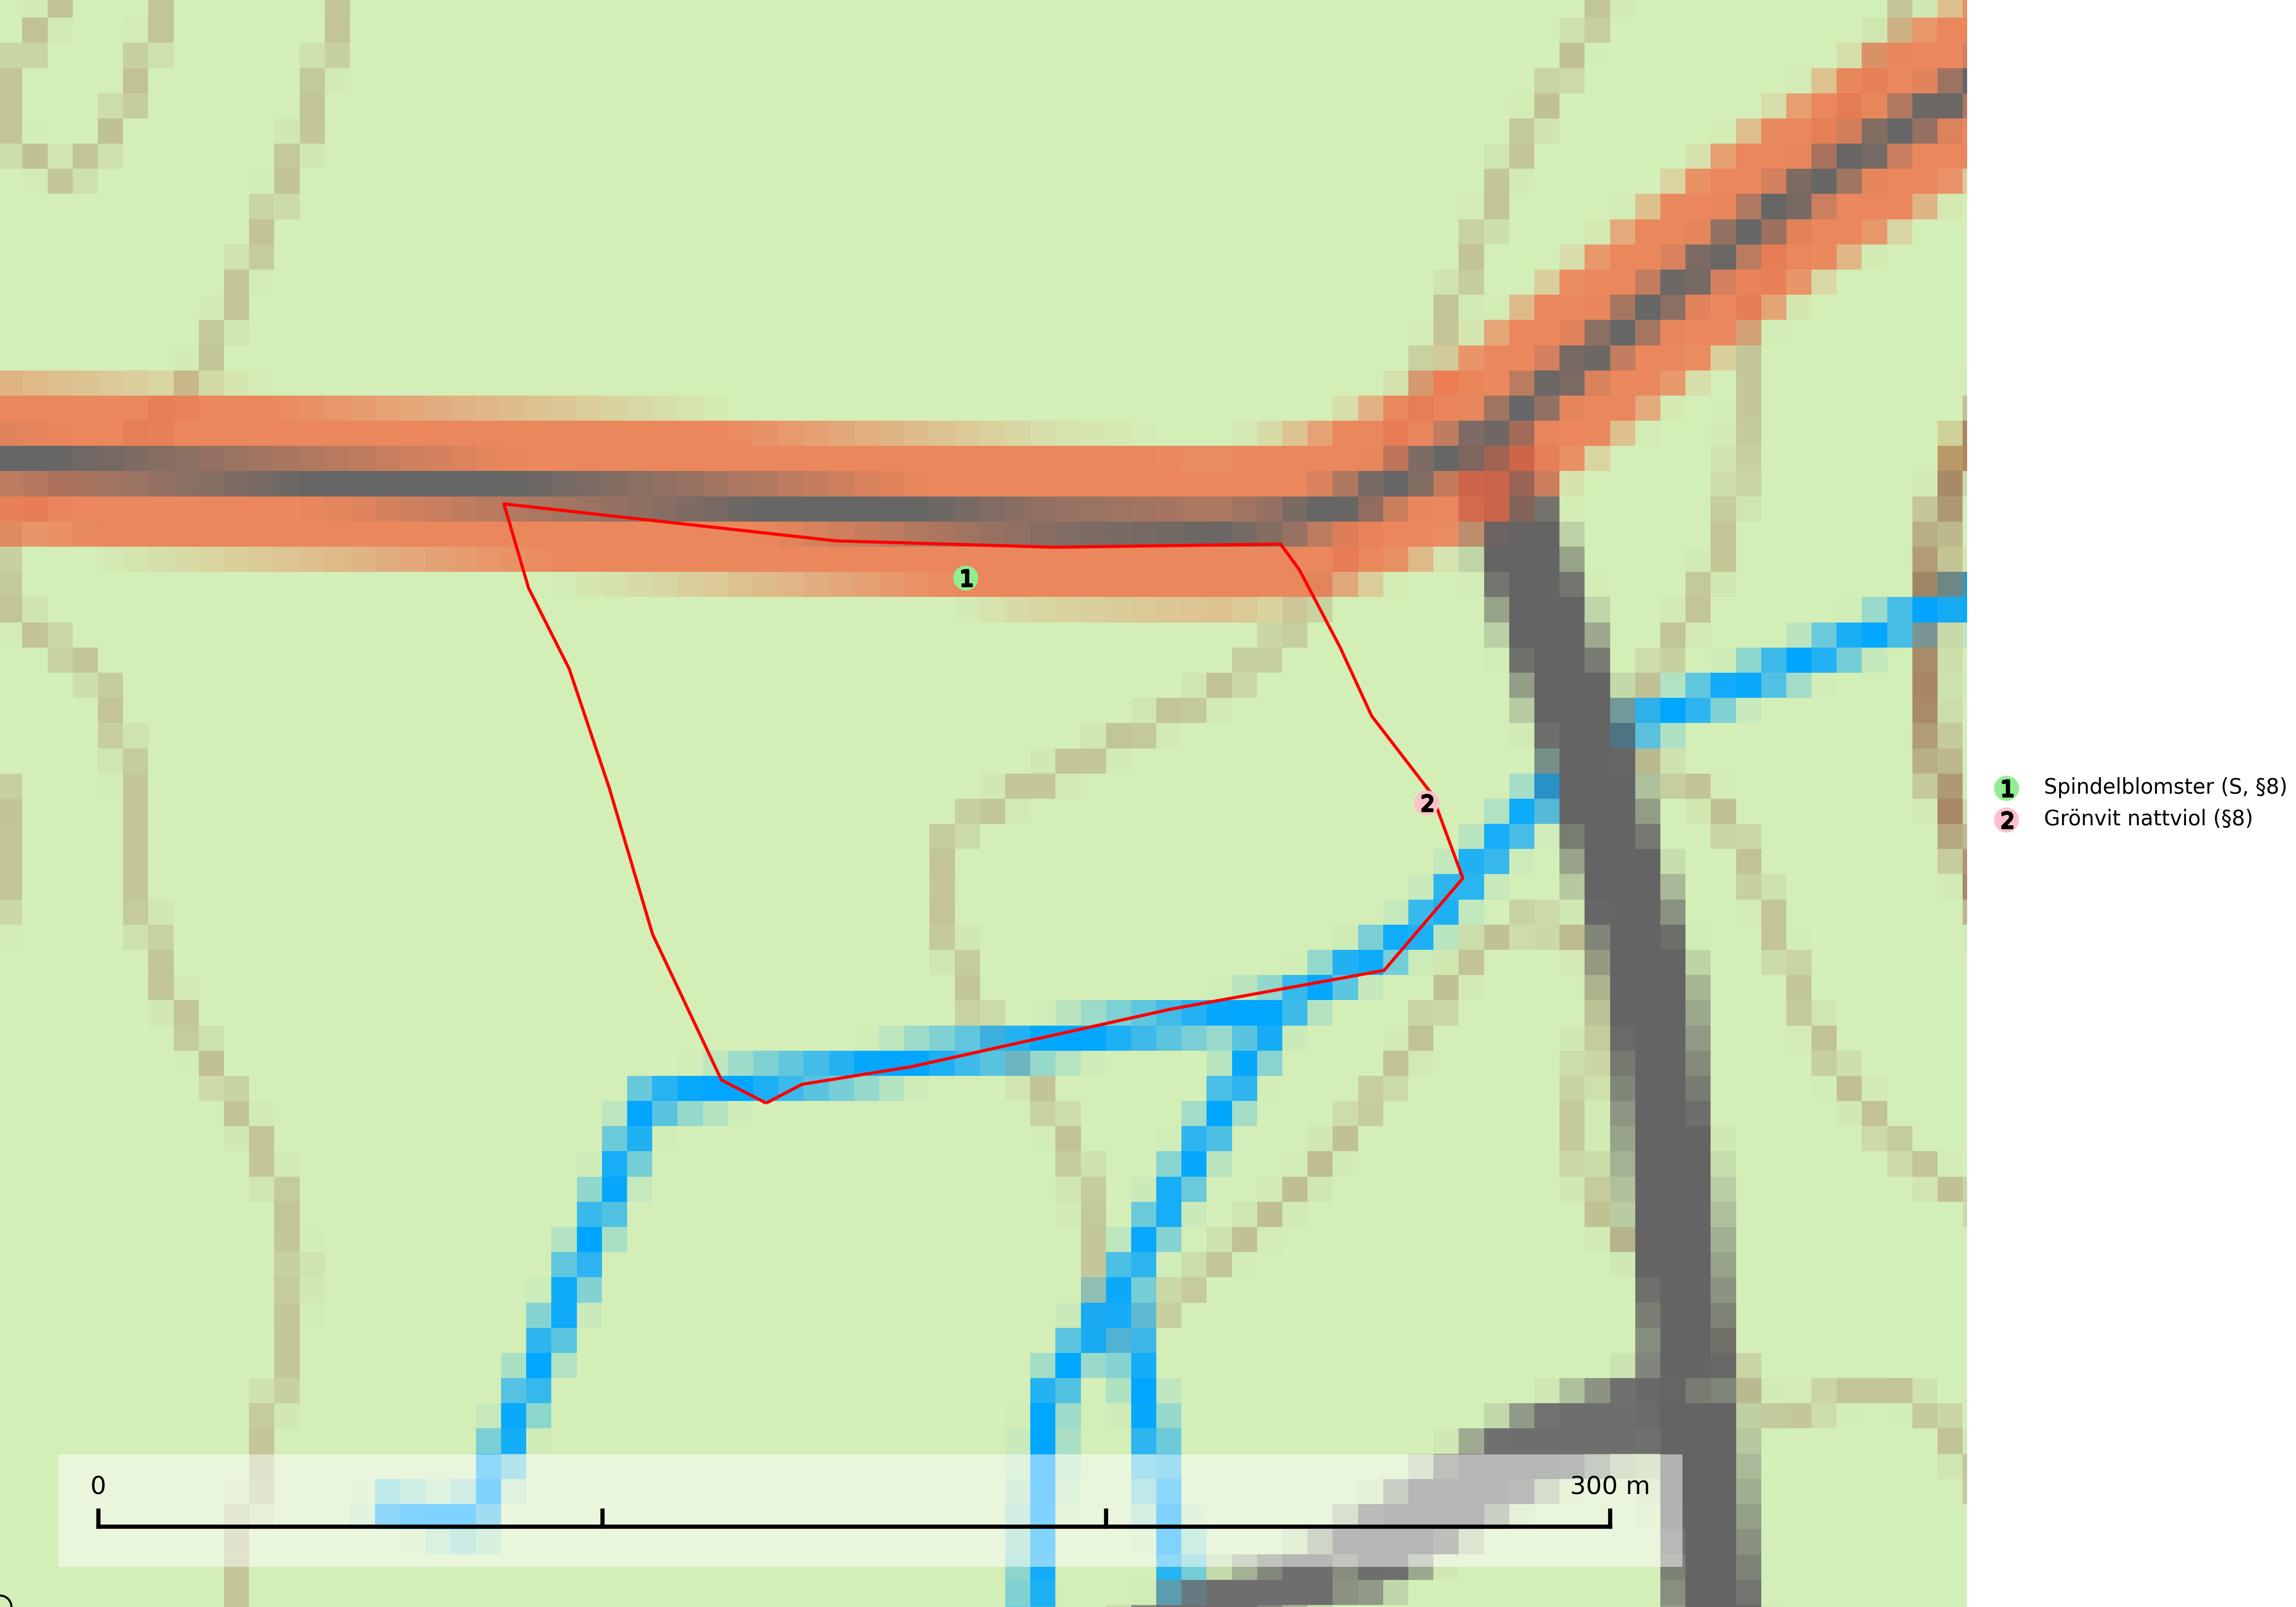 1
2
1 Spindelblomster (S, §8)
2 Grönvit nattviol (§8)
0 300 m